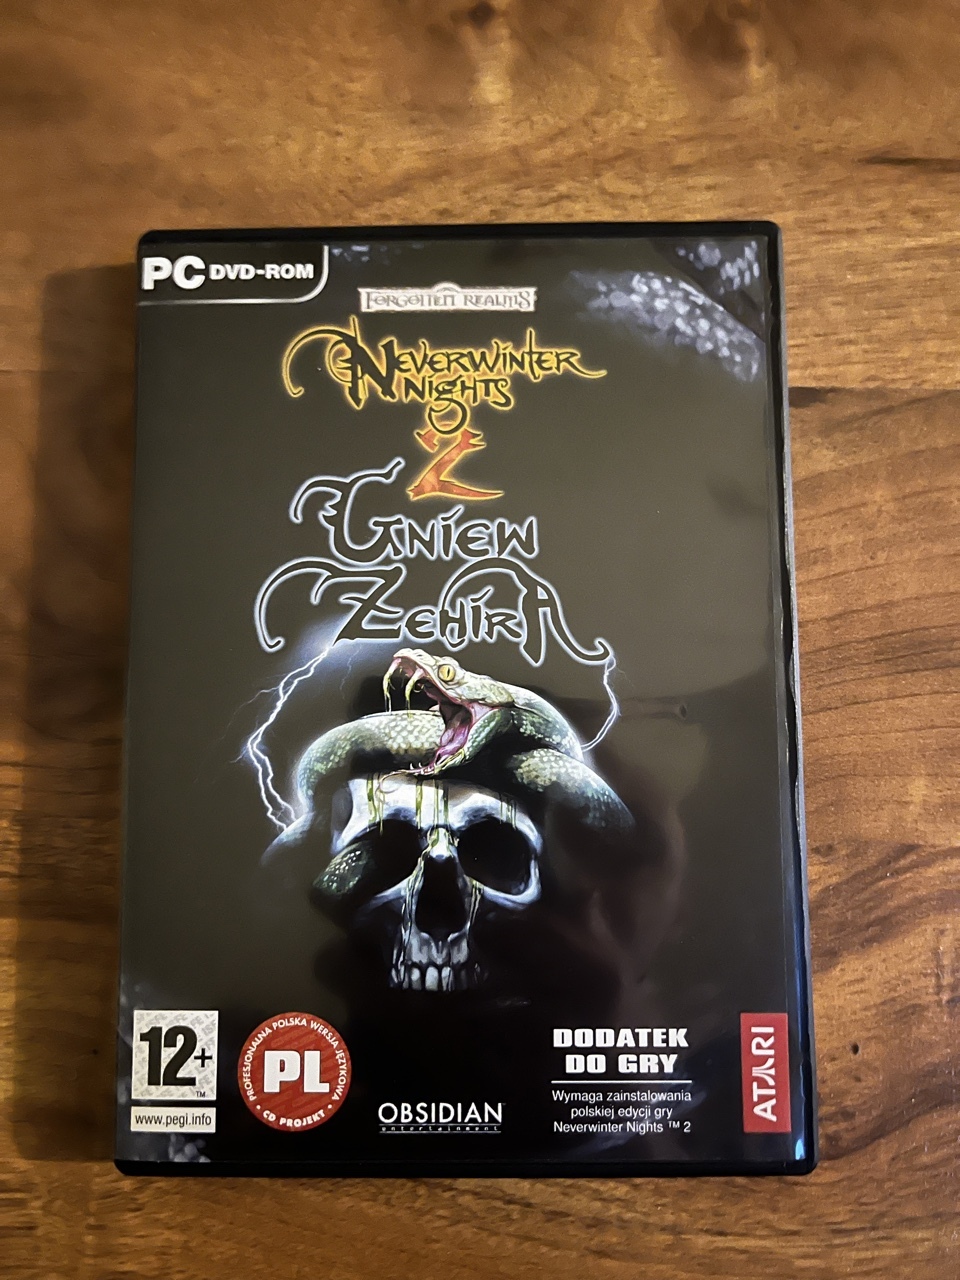 PC DVD-ROM
FORGOTTEN REALMS
NEVERWINTER
NIGHTS
2
GNIEW
ZEHIRA
12+
TM
www.pegi.info
PROFESJONALNA POLSKA WERSJA JĘZYKOWA
PL
• CD PROJEKT •
OBSIDIAN
entertainment
DODATEK
DO GRY
Wymaga zainstalowania
polskiej edycji gry
Neverwinter Nights ™ 2
ATARI